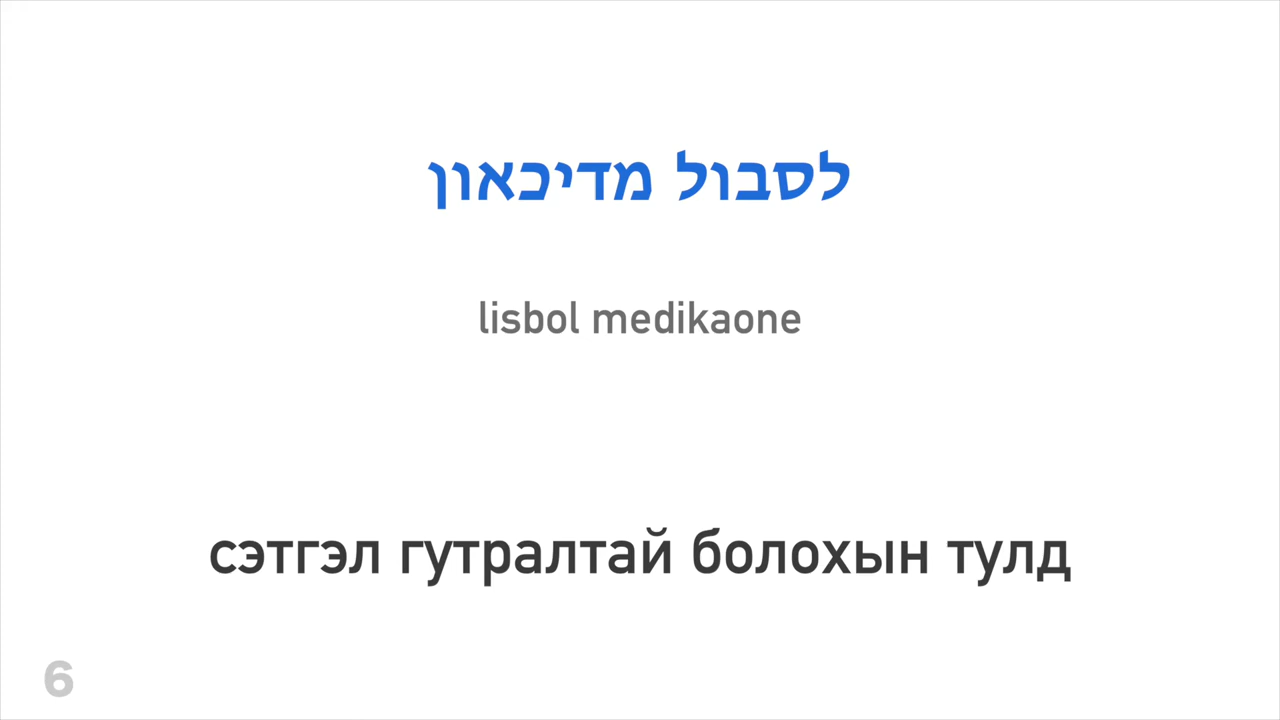 לסבול מדיכאון
lisbol medikaone
сэтгэл гутралтай болохын тулд
6